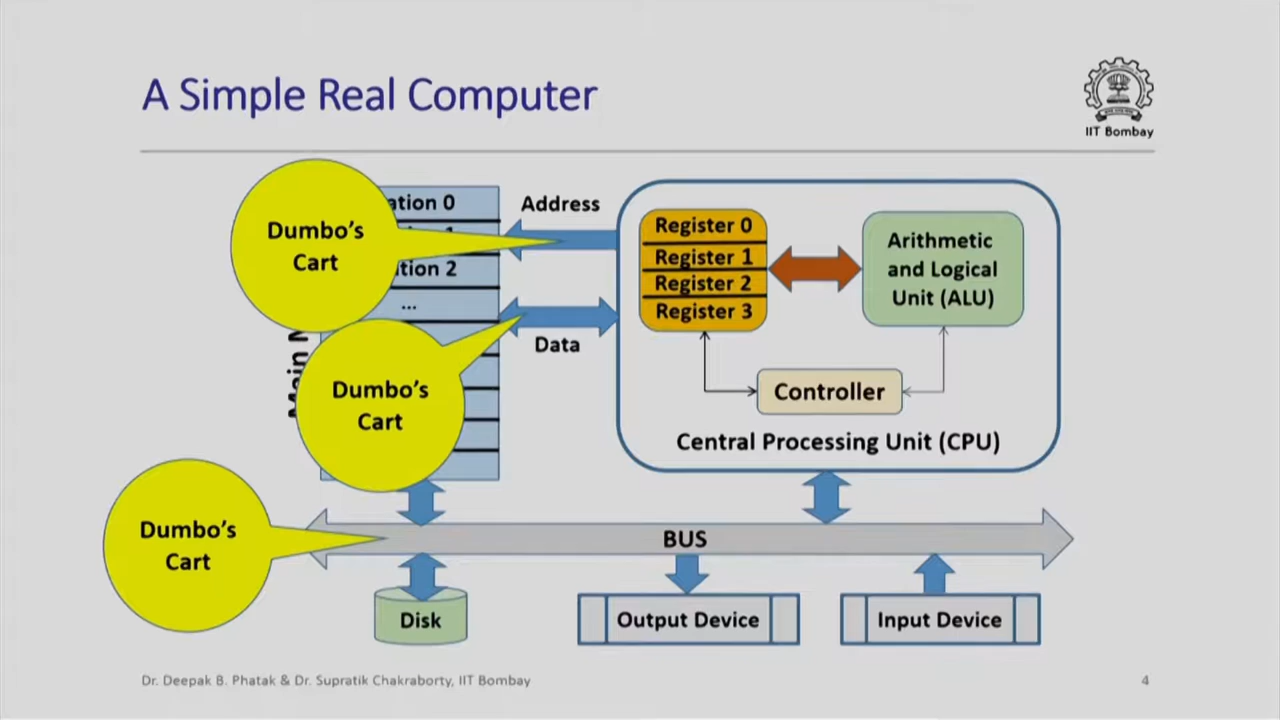 A Simple Real Computer
IIT Bombay
Dumbo's
Cart
ation 0
ation 2
...
Address
Data
Dumbo's
Cart
Main
Register 0
Register 1
Register 2
Register 3
Arithmetic
and Logical
Unit (ALU)
Controller
Central Processing Unit (CPU)
Dumbo's
Cart
BUS
Disk
Output Device
Input Device
Dr. Deepak B. Phatak & Dr. Supratik Chakraborty, IIT Bombay
4